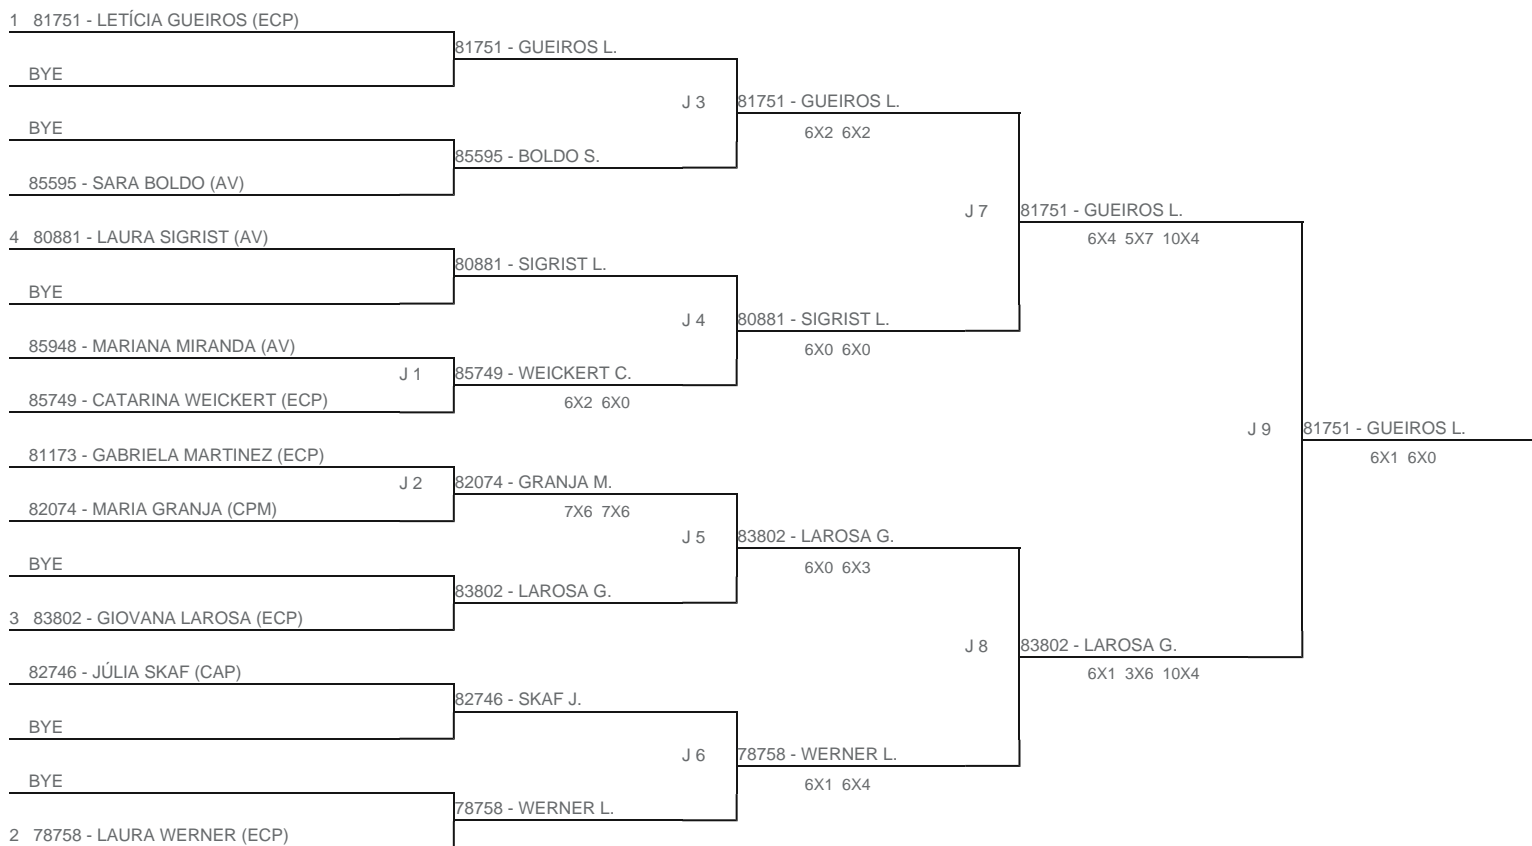 1 81751 - LETÍCIA GUEIROS (ECP)
BYE
BYE
85595 - SARA BOLDO (AV)
4 80881 - LAURA SIGRIST (AV)
BYE
85948 - MARIANA MIRANDA (AV)
J 1
85749 - CATARINA WEICKERT (ECP)
81173 - GABRIELA MARTINEZ (ECP)
J 2
82074 - MARIA GRANJA (CPM)
BYE
3 83802 - GIOVANA LAROSA (ECP)
82746 - JÚLIA SKAF (CAP)
BYE
BYE
2 78758 - LAURA WERNER (ECP)
81751 - GUEIROS L.
J 3
85595 - BOLDO S.
80881 - SIGRIST L.
J 4
85749 - WEICKERT C.
6X2 6X0
82074 - GRANJA M.
7X6 7X6
J 5
83802 - LAROSA G.
82746 - SKAF J.
J 6
78758 - WERNER L.
81751 - GUEIROS L.
6X2 6X2
J 7
80881 - SIGRIST L.
6X0 6X0
83802 - LAROSA G.
6X0 6X3
J 8
78758 - WERNER L.
6X1 6X4
81751 - GUEIROS L.
6X4 5X7 10X4
J 9
83802 - LAROSA G.
6X1 3X6 10X4
81751 - GUEIROS L.
6X1 6X0